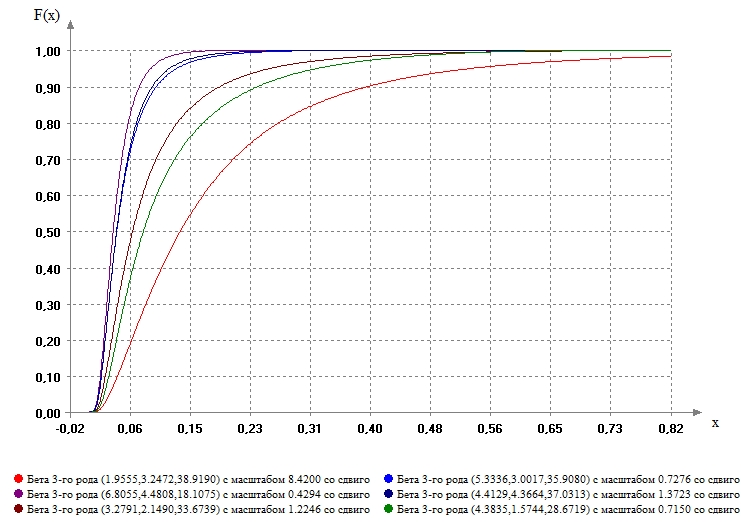 F(x)
1,00
0,90
0,80
0,70
0,60
0,50
0,40
0,30
0,20
0,10
0,00
-0,02 0,06 0,15 0,23 0,31 0,40 0,48 0,56 0,65 0,73 0,82
x
Бета 3-го рода (1.9555,3.2472,38.9190) с масштабом 8.4200 со сдвиго
Бета 3-го рода (5.3336,3.0017,35.9080) с масштабом 0.7276 со сдвиго
Бета 3-го рода (6.8055,4.4808,18.1075) с масштабом 0.4294 со сдвиго
Бета 3-го рода (4.4129,4.3664,37.0313) с масштабом 1.3723 со сдвиго
Бета 3-го рода (3.2791,2.1490,33.6739) с масштабом 1.2246 со сдвиго
Бета 3-го рода (4.3835,1.5744,28.6719) с масштабом 0.7150 со сдвиго